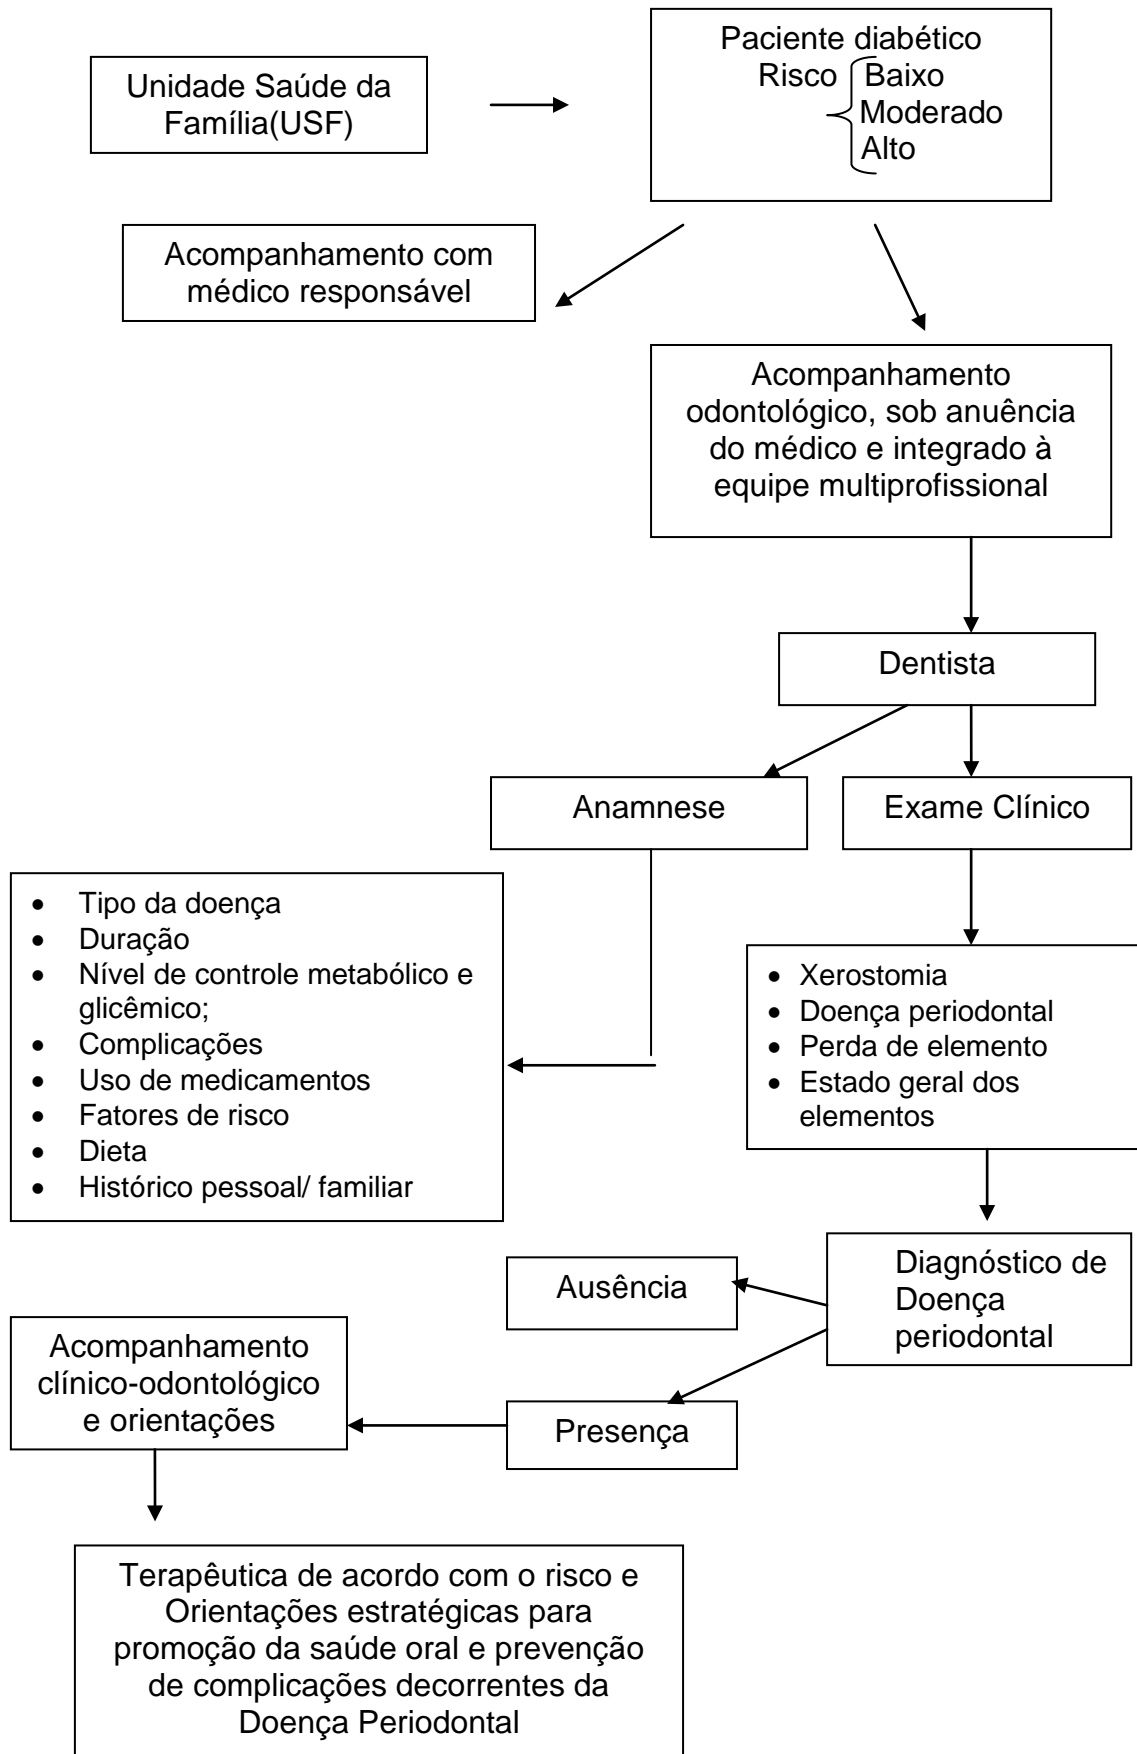 Unidade Saúde da
Família(USF)
Paciente diabético
Risco Baixo
Moderado
Alto
Acompanhamento com
médico responsável
Acompanhamento
odontológico, sob anuência
do médico e integrado à
equipe multiprofissional
Dentista
Anamnese
Exame Clínico
• Tipo da doença
• Duração
• Nível de controle metabólico e
glicêmico;
• Complicações
• Uso de medicamentos
• Fatores de risco
• Dieta
• Histórico pessoal/ familiar
• Xerostomia
• Doença periodontal
• Perda de elemento
• Estado geral dos
elementos
Diagnóstico de
Doença
periodontal
Ausência
Presença
Acompanhamento
clínico-odontológico
e orientações
Terapêutica de acordo com o risco e
Orientações estratégicas para
promoção da saúde oral e prevenção
de complicações decorrentes da
Doença Periodontal